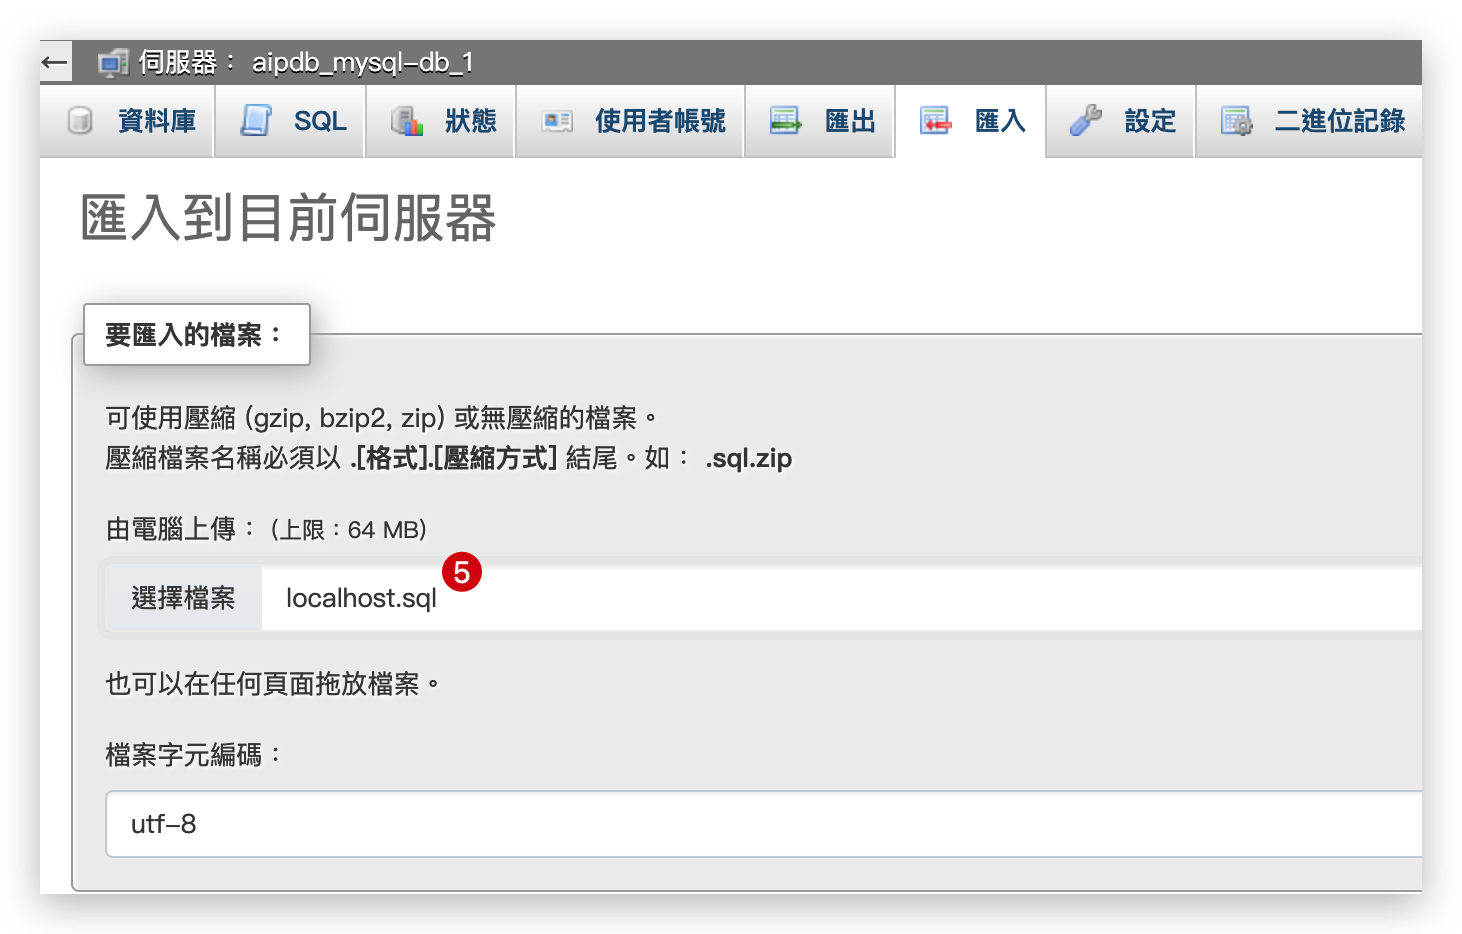 ← 伺服器： aipdb_mysql-db_1
資料庫 SQL 狀態 使用者帳號 匯出 匯入 設定 二進位記錄
匯入到目前伺服器
要匯入的檔案：
可使用壓縮 (gzip, bzip2, zip) 或無壓縮的檔案。
壓縮檔案名稱必須以 .[格式].[壓縮方式] 結尾。如： .sql.zip
由電腦上傳： (上限：64 MB)
選擇檔案 localhost.sql 5
也可以在任何頁面拖放檔案。
檔案字元編碼：
utf-8